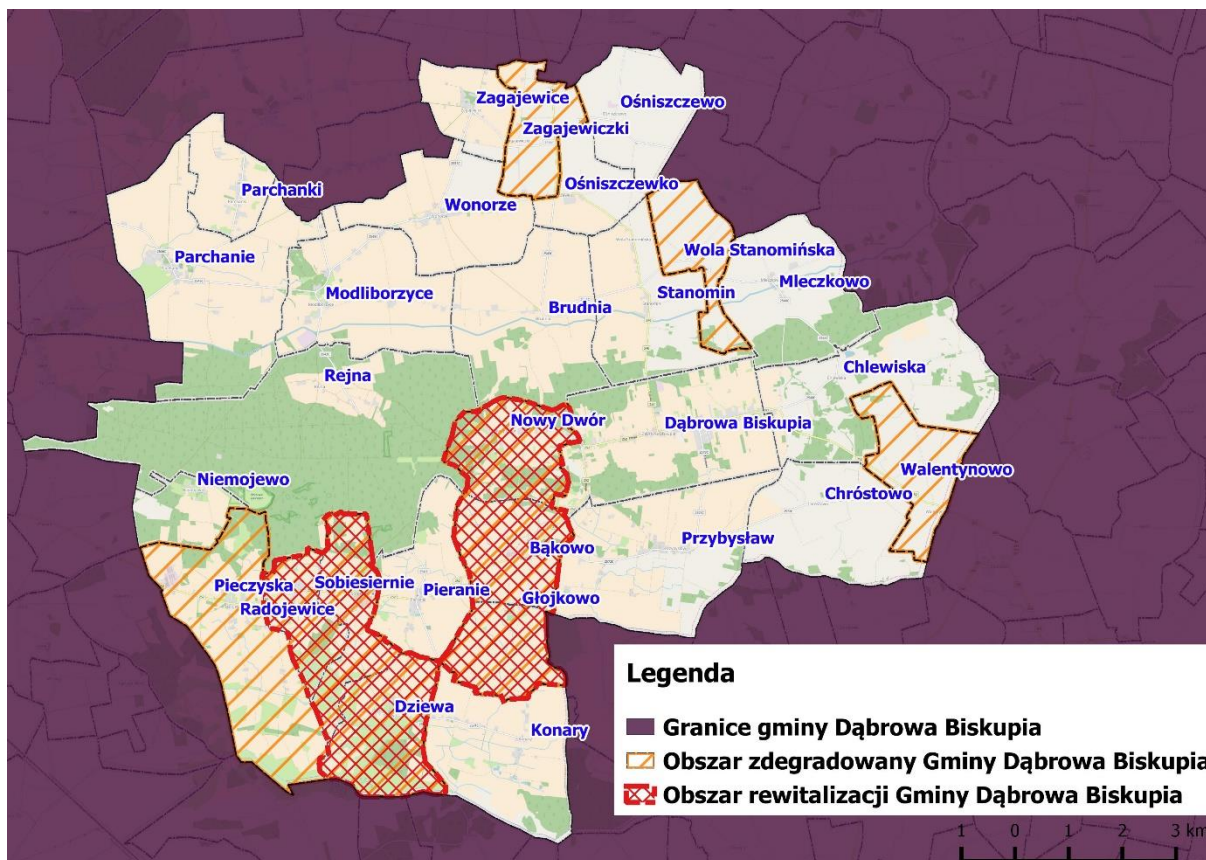 Zagajewice
Ośniszczewo
Zagajewiczki
Parchanki
Ośniszczewko
Wonorze
Parchanie
Wola Stanomińska
Modliborzyce
Stanomin
Mleczkowo
Brudnia
Rejna
Chlewiska
Nowy Dwór
Dąbrowa Biskupia
Niemojewo
Walentynowo
Chróstowo
Bąkowo
Przybysław
Pieczyska
Sobiesiernie
Pieranie
Głojkowo
Radojewice
Dziewa
Konary
Legenda
Granice gminy Dąbrowa Biskupia
Obszar zdegradowany Gminy Dąbrowa Biskupia
Obszar rewitalizacji Gminy Dąbrowa Biskupia
1 0 1 2 3 km